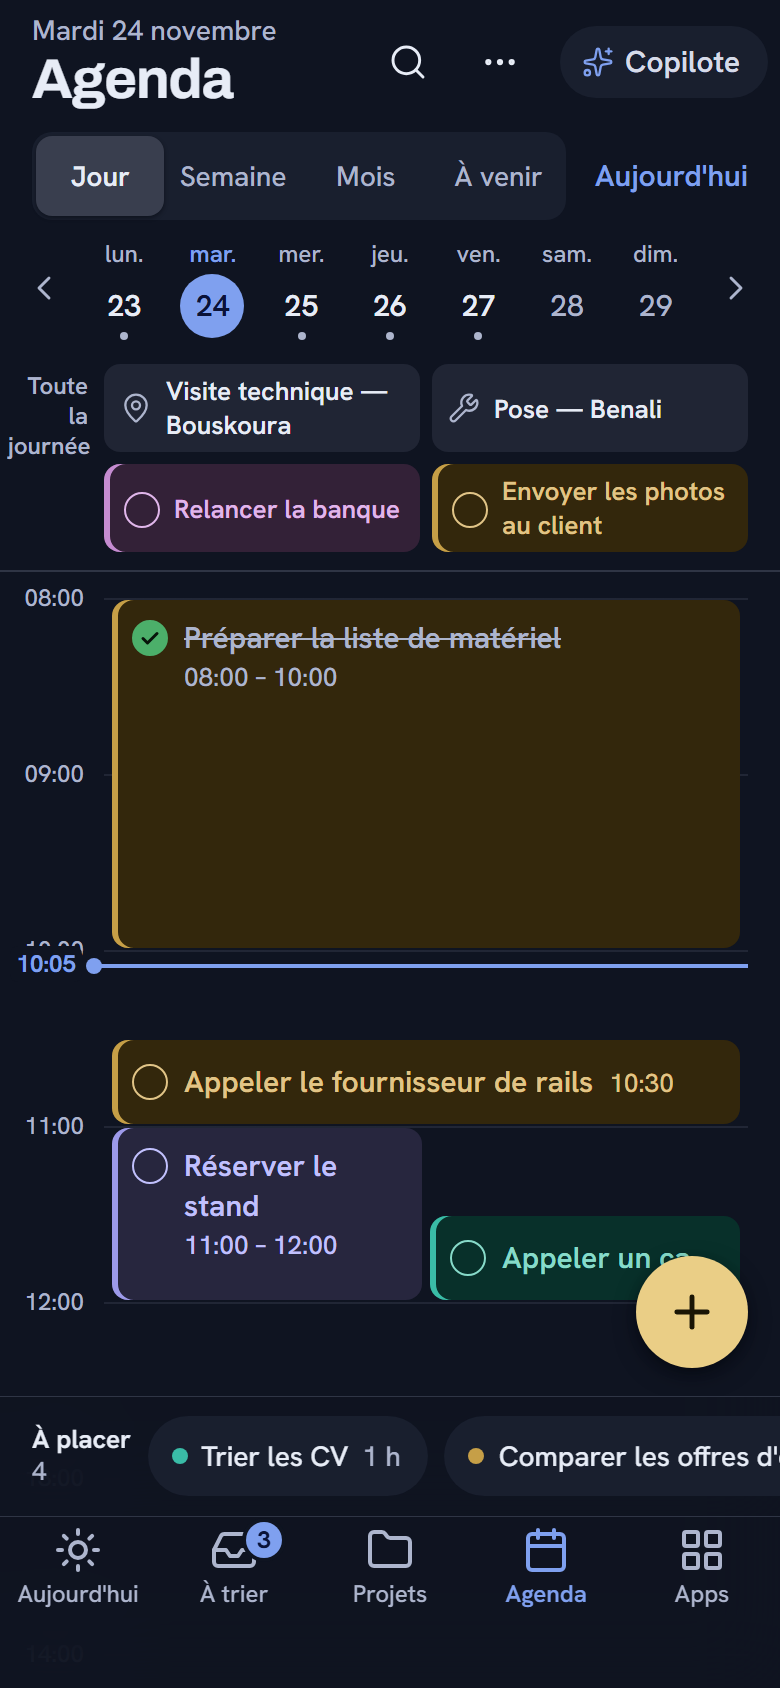 Mardi 24 novembre
Agenda
Copilote
Jour
Semaine
Mois
À venir
Aujourd'hui
lun.
mar.
mer.
jeu.
ven.
sam.
dim.
23
24
25
26
27
28
29
Toute
la
journée
Visite technique —
Bouskoura
Pose — Benali
Relancer la banque
Envoyer les photos
au client
08:00
Préparer la liste de matériel
08:00 – 10:00
09:00
10:05
Appeler le fournisseur de rails 10:30
11:00
Réserver le
stand
11:00 – 12:00
Appeler un
12:00
À placer
4
Trier les CV 1 h
Comparer les offres
3
Aujourd'hui
À trier
Projets
Agenda
Apps
14:00